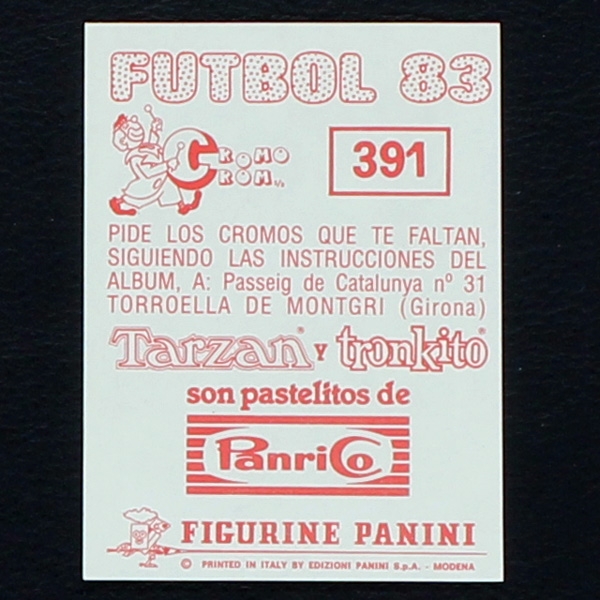 FUTBOL 83
CROMO
CROM S/A
391
PIDE LOS CROMOS QUE TE FALTAN,
SIGUIENDO LAS INSTRUCCIONES DEL
ALBUM, A: Passeig de Catalunya nº 31
TORROELLA DE MONTGRI (Girona)
Tarzan® Y tronkito®
son pastelitos de
PanriCo
FIGURINE PANINI
© PRINTED IN ITALY BY EDIZIONI PANINI S.p.A. - MODENA